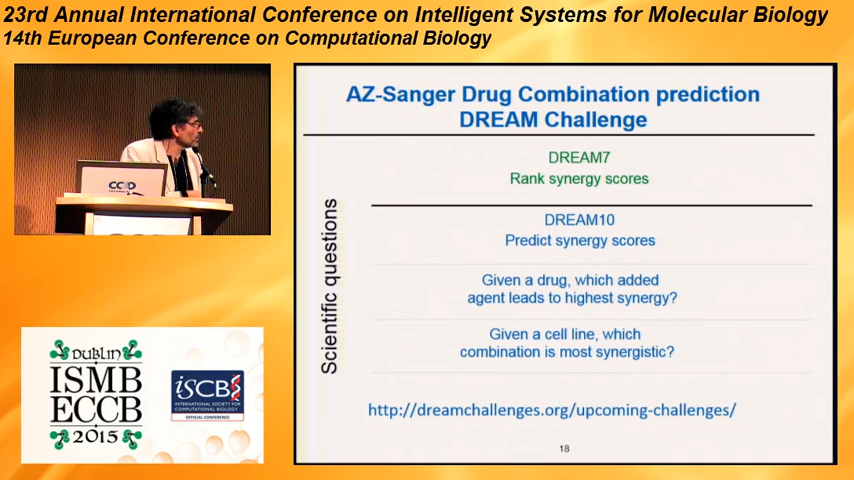 23rd Annual International Conference on Intelligent Systems for Molecular Biology
14th European Conference on Computational Biology
AZ-Sanger Drug Combination prediction
DREAM Challenge
DREAM7
Rank synergy scores
Scientific questions
DREAM10
Predict synergy scores
Given a drug, which added
agent leads to highest synergy?
Given a cell line, which
combination is most synergistic?
http://dreamchallenges.org/upcoming-challenges/
18
DUBLIN
ISMB
ECCB
2015
ISCB
INTERNATIONAL SOCIETY FOR
COMPUTATIONAL BIOLOGY
OFFICIAL CONFERENCE